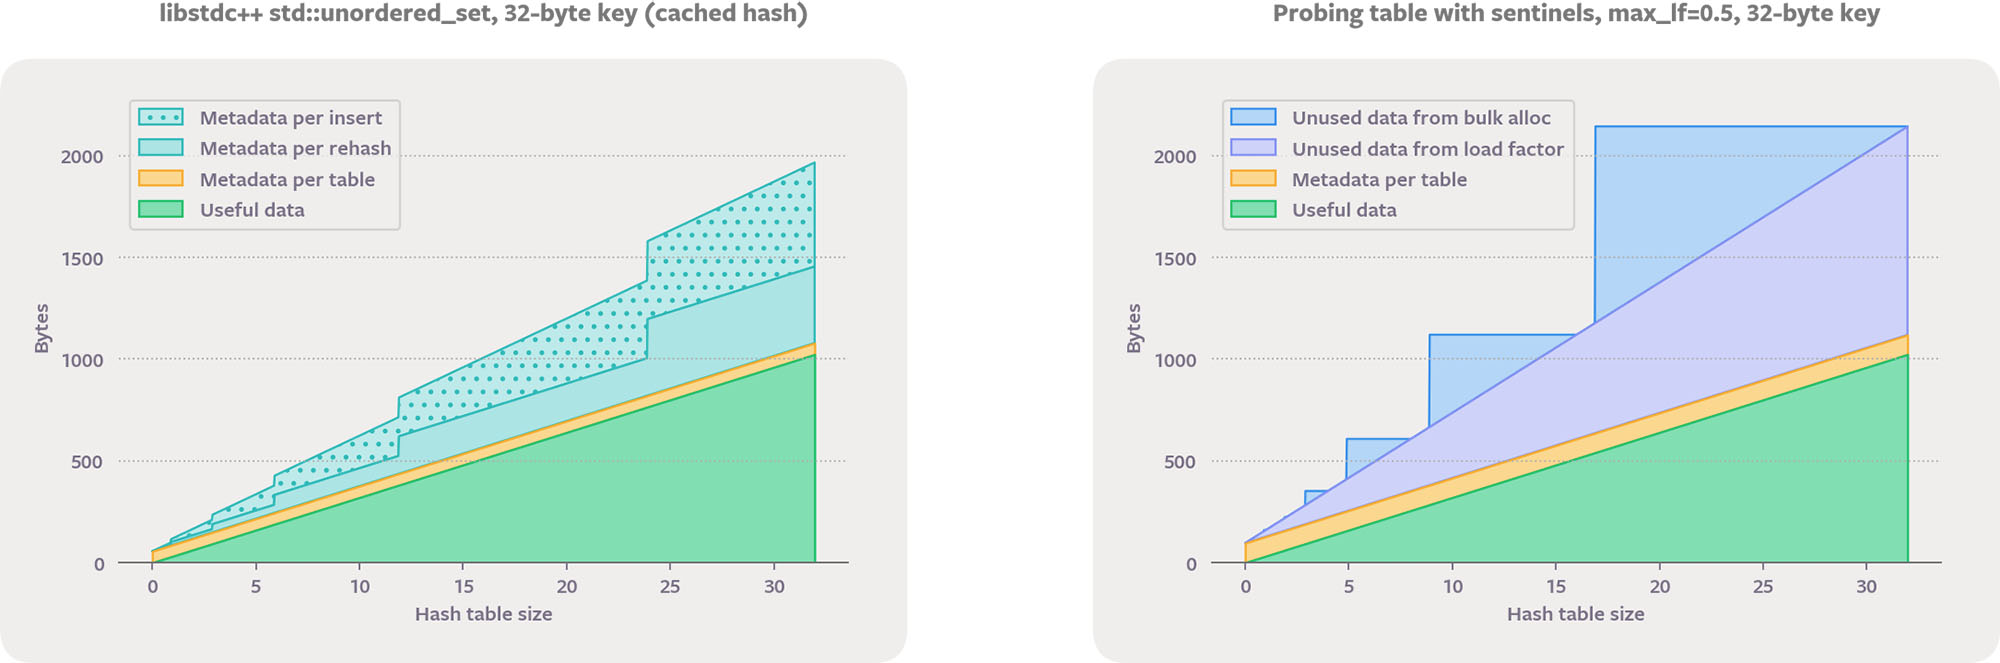 libstdc++ std::unordered_set, 32-byte key (cached hash)
Metadata per insert
Metadata per rehash
Metadata per table
Useful data
2000
1500
1000
500
0
Bytes
0 5 10 15 20 25 30
Hash table size
Probing table with sentinels, max_lf=0.5, 32-byte key
Unused data from bulk alloc
Unused data from load factor
Metadata per table
Useful data
2000
1500
1000
500
0
Bytes
0 5 10 15 20 25 30
Hash table size